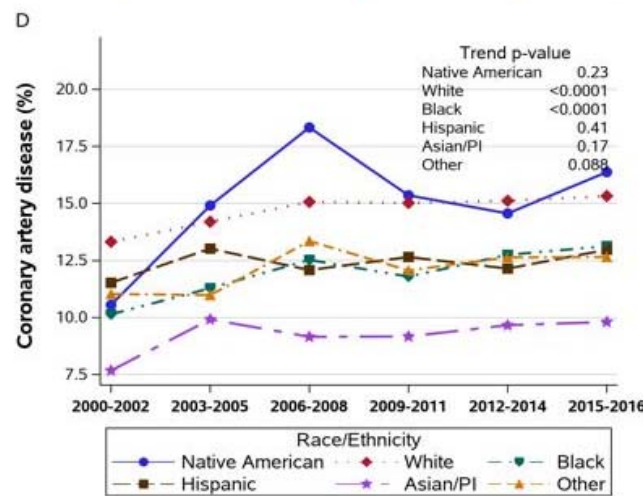 D
Coronary artery disease (%)
20.0
17.5
15.0
12.5
10.0
7.5
Trend p-value
Native American 0.23
White <0.0001
Black <0.0001
Hispanic 0.41
Asian/PI 0.17
Other 0.088
2000-2002 2003-2005 2006-2008 2009-2011 2012-2014 2015-2016
Race/Ethnicity
Native American White Black
Hispanic Asian/PI Other